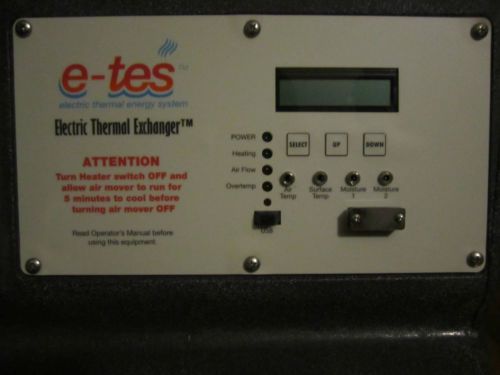 e-tes
electric thermal energy system
Electric Thermal Exchanger™
ATTENTION
Turn Heater switch OFF and
allow air mover to run for
5 minutes to cool before
turning air mover OFF
Read Operator's Manual before
using this equipment.
POWER
Heating
Air Flow
Overtemp
USB
SELECT
UP
DOWN
Air Temp
Surface Temp
Moisture 1
Moisture 2